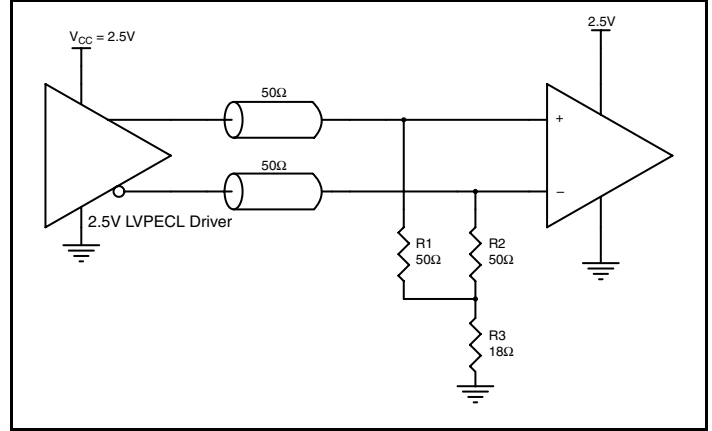 2.5V
V_CC = 2.5V
50Ω
+
50Ω
–
2.5V LVPECL Driver
R1
50Ω
R2
50Ω
R3
18Ω